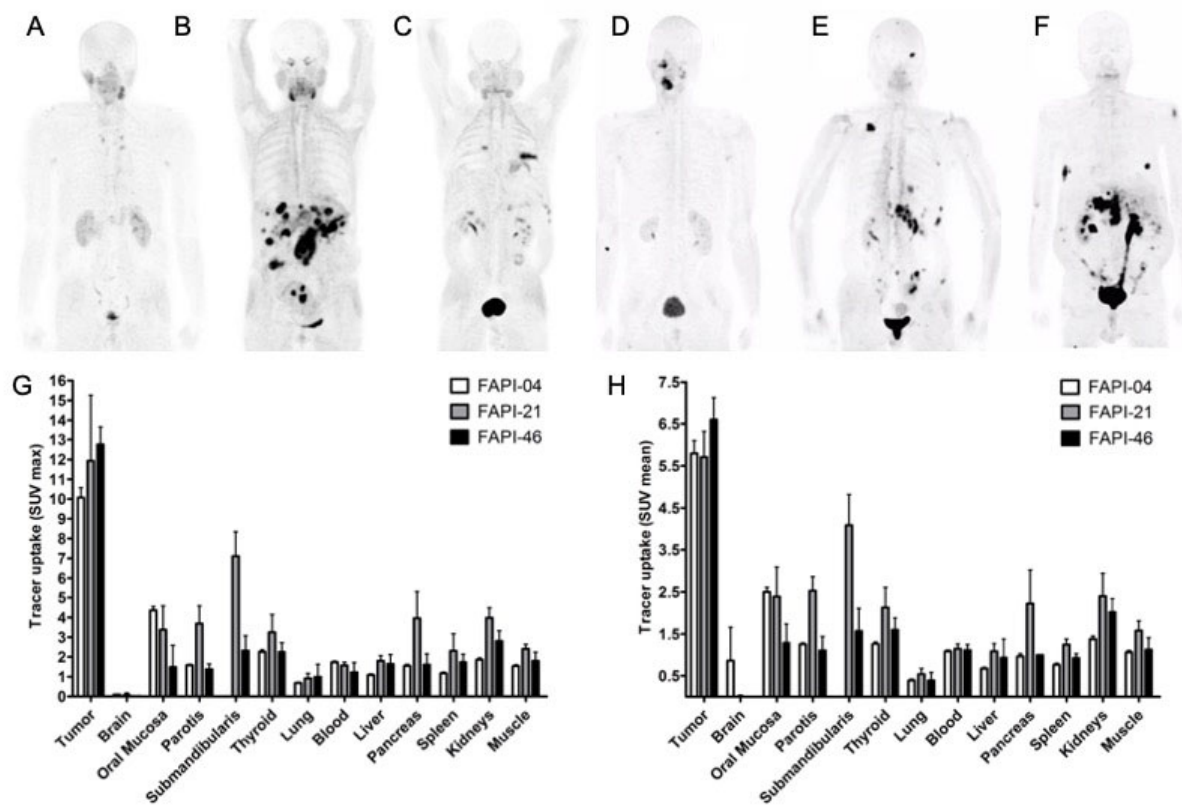 A B C D E F
G
16
15
14
13
12
11
10
9
8
7
6
5
4
3
2
1
0
Tracer uptake (SUV max)
FAPI-04
FAPI-21
FAPI-46
Tumor
Brain
Oral Mucosa
Parotis
Submandibularis
Thyroid
Lung
Blood
Liver
Pancreas
Spleen
Kidneys
Muscle
H
7.5
6.5
5.5
4.5
3.5
2.5
1.5
0.5
Tracer uptake (SUV mean)
FAPI-04
FAPI-21
FAPI-46
Tumor
Brain
Oral Mucosa
Parotis
Submandibularis
Thyroid
Lung
Blood
Liver
Pancreas
Spleen
Kidneys
Muscle